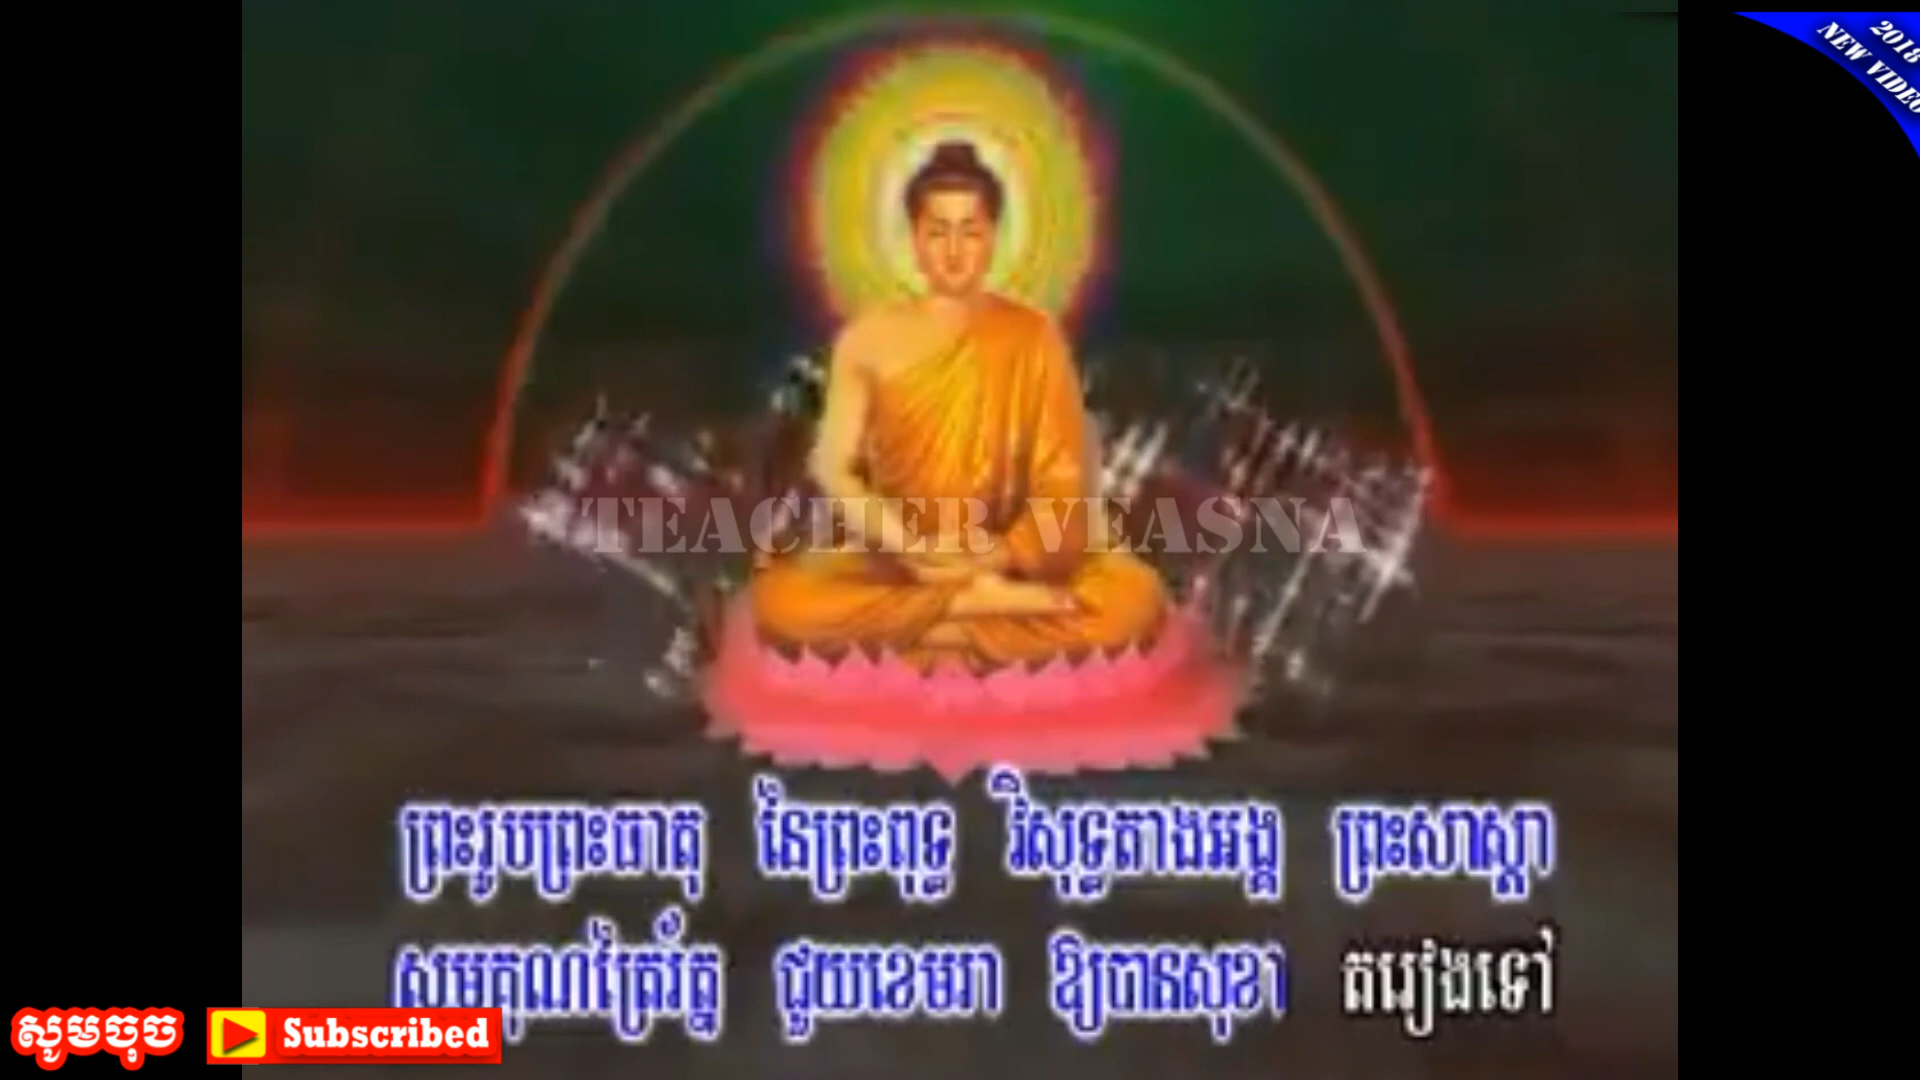 2018
NEW VIDEO
TEACHER VEASNA
ព្រះរូបព្រះធាតុ នៃព្រះពុទ្ធ វិសុទ្ធតាងអង្គ ព្រះសាស្តា
សូមគុណត្រៃរ័ត្ន ជួយខេមរា ឱ្យបានសុខា តរៀងទៅ
សូមចុច Subscribed